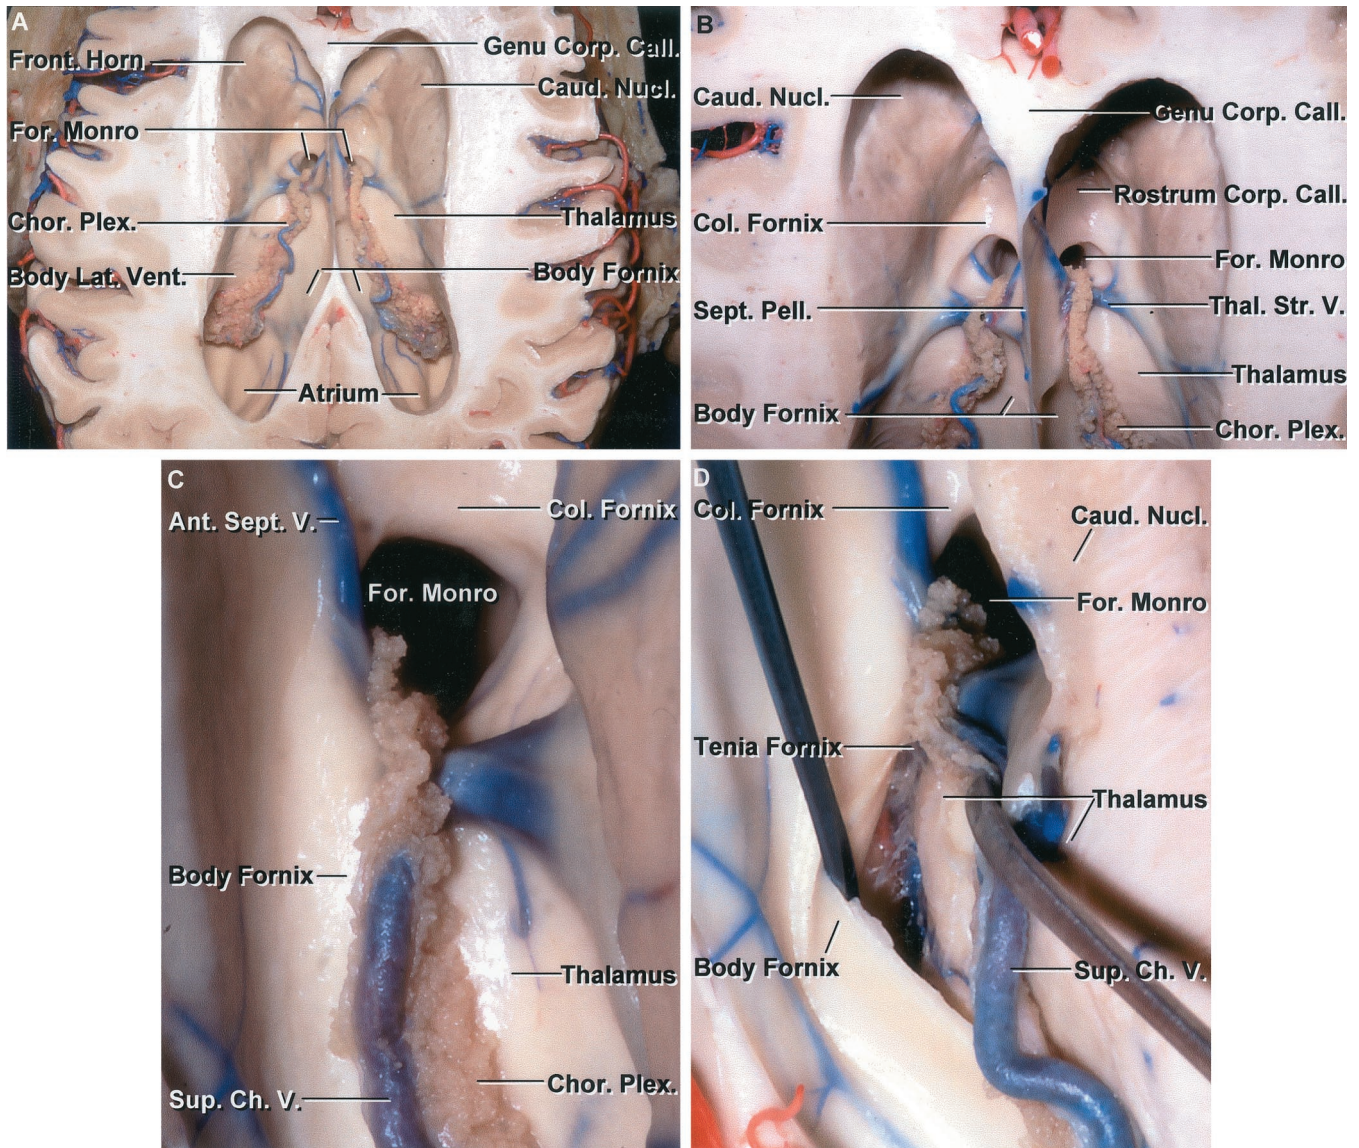 A
Front. Horn
Genu Corp. Call.
Caud. Nucl.
For. Monro
Chor. Plex.
Thalamus
Body Lat. Vent.
Body Fornix
Atrium
B
Caud. Nucl.
Genu Corp. Call.
Rostrum Corp. Call.
Col. Fornix
For. Monro
Sept. Pell.
Thal. Str. V.
Thalamus
Body Fornix
Chor. Plex.
C
Ant. Sept. V.
Col. Fornix
For. Monro
Body Fornix
Thalamus
Chor. Plex.
Sup. Ch. V.
D
Col. Fornix
Caud. Nucl.
For. Monro
Tenia Fornix
Thalamus
Body Fornix
Sup. Ch. V.